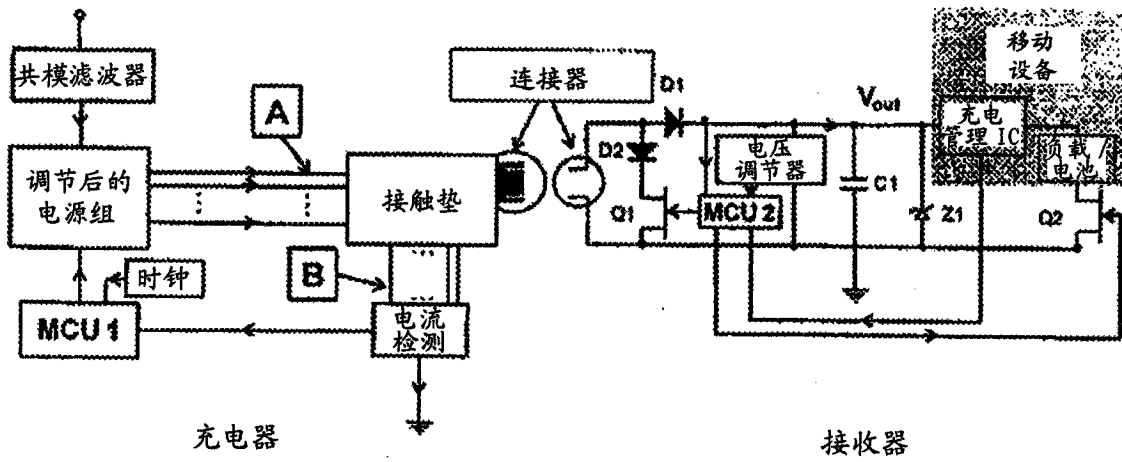 共模滤波器
调节后的
电源组
A
时钟
MCU 1
接触垫
B
电流
检测
连接器
D1
D2
Q1
MCU 2
电压
调节器
Vout
C1
Z1
移动
设备
充电
管理 IC
负载 /
电池
Q2
充电器
接收器